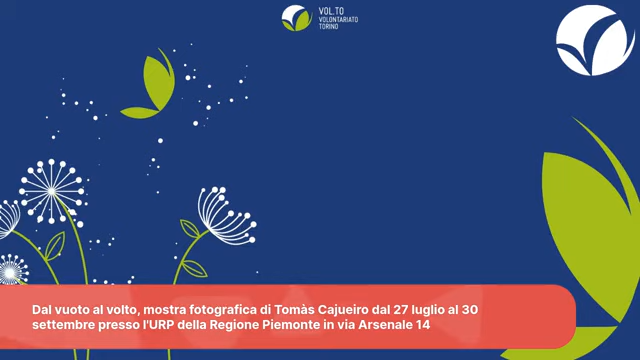 VOL.TO
VOLONTARIATO
TORINO
Dal vuoto al volto, mostra fotografica di Tomàs Cajueiro dal 27 luglio al 30
settembre presso l'URP della Regione Piemonte in via Arsenale 14